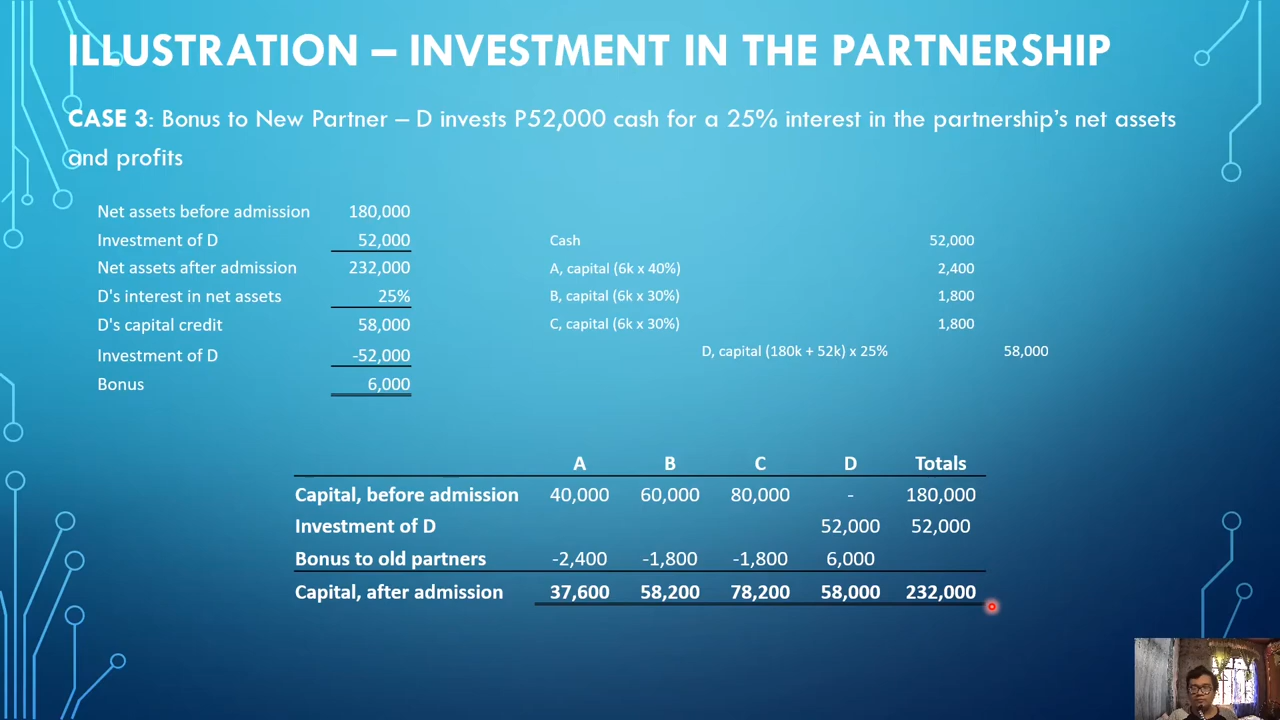 ILLUSTRATION – INVESTMENT IN THE PARTNERSHIP
CASE 3: Bonus to New Partner – D invests P52,000 cash for a 25% interest in the partnership's net assets
and profits
Net assets before admission 180,000
Investment of D 52,000
Net assets after admission 232,000
D's interest in net assets 25%
D's capital credit 58,000
Investment of D -52,000
Bonus 6,000
Cash 52,000
A, capital (6k x 40%) 2,400
B, capital (6k x 30%) 1,800
C, capital (6k x 30%) 1,800
D, capital (180k + 52k) x 25% 58,000
A B C D Totals
Capital, before admission 40,000 60,000 80,000 - 180,000
Investment of D 52,000 52,000
Bonus to old partners -2,400 -1,800 -1,800 6,000
Capital, after admission 37,600 58,200 78,200 58,000 232,000